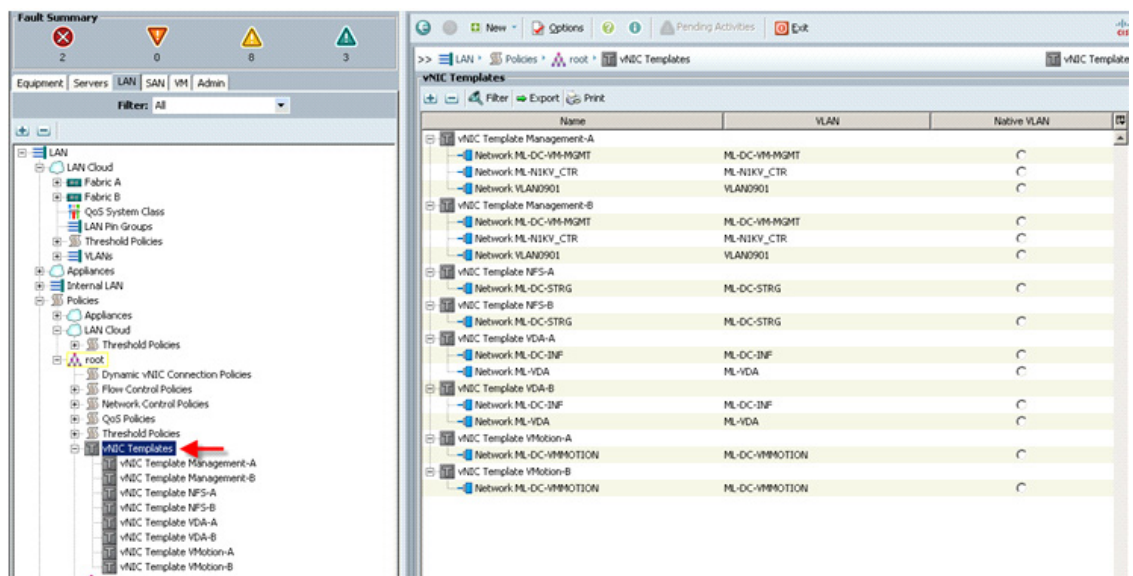 Fault Summary
2 0 8 3
Equipment Servers LAN SAN VM Admin
Filter: All
LAN
LAN Cloud
Fabric A
Fabric B
QoS System Class
LAN Pin Groups
Threshold Policies
VLANs
Appliances
Internal LAN
Policies
Appliances
LAN Cloud
Threshold Policies
root
Dynamic vNIC Connection Policies
Flow Control Policies
Network Control Policies
QoS Policies
Threshold Policies
vNIC Templates
vNIC Template Management-A
vNIC Template Management-B
vNIC Template NFS-A
vNIC Template NFS-B
vNIC Template VDA-A
vNIC Template VDA-B
vNIC Template VMotion-A
vNIC Template VMotion-B
New Options Pending Activities Exit
>> LAN Policies root vNIC Templates vNIC Template
vNIC Templates
Filter Export Print
Name VLAN Native VLAN
vNIC Template Management-A
Network ML-DC-VM-MGMT ML-DC-VM-MGMT
Network ML-N1KV_CTR ML-N1KV_CTR
Network VLAN0901 VLAN0901
vNIC Template Management-B
Network ML-DC-VM-MGMT ML-DC-VM-MGMT
Network ML-N1KV_CTR ML-N1KV_CTR
Network VLAN0901 VLAN0901
vNIC Template NFS-A
Network ML-DC-STRG ML-DC-STRG
vNIC Template NFS-B
Network ML-DC-STRG ML-DC-STRG
vNIC Template VDA-A
Network ML-DC-INF ML-DC-INF
Network ML-VDA ML-VDA
vNIC Template VDA-B
Network ML-DC-INF ML-DC-INF
Network ML-VDA ML-VDA
vNIC Template VMotion-A
Network ML-DC-VMMOTION ML-DC-VMMOTION
vNIC Template VMotion-B
Network ML-DC-VMMOTION ML-DC-VMMOTION